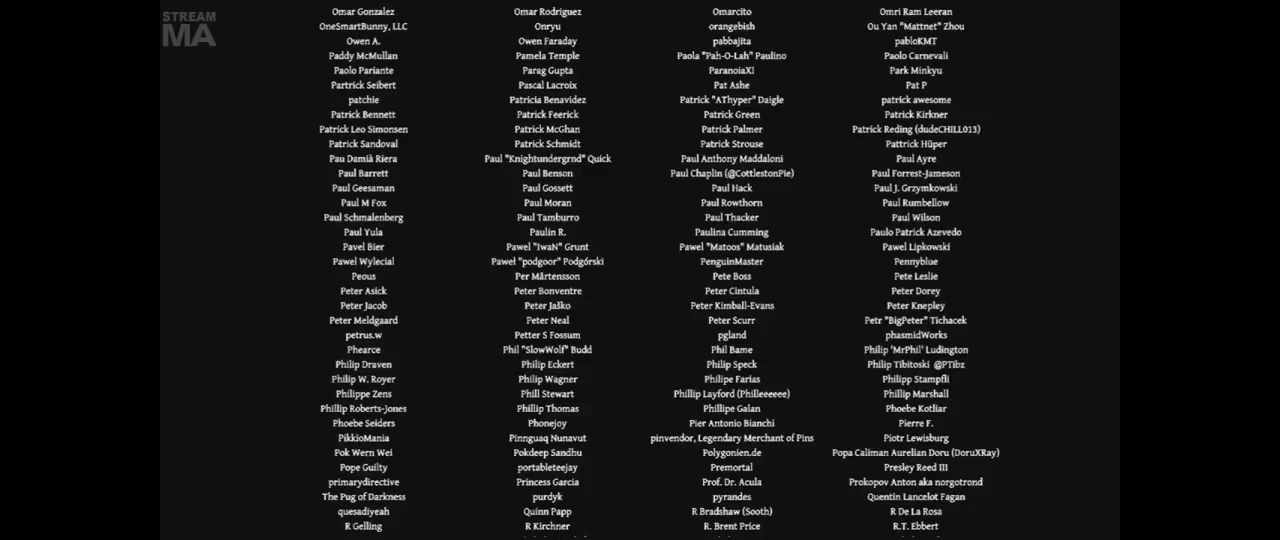 STREAM
MA
Omar Gonzalez Omar Rodriguez Omarcito Omri Ram Leeran
OneSmartBunny, LLC Onryu orangebish Ou Yan "Mattnet" Zhou
Owen A. Owen Faraday pabbajita pabloKMT
Paddy McMullan Pamela Temple Paola "Pah-O-Lah" Paulino Paolo Carnevali
Paolo Pariante Parag Gupta ParanoiaXI Park Minkyu
Partrick Seibert Pascal Lacroix Pat Ashe Pat P
patchie Patricia Benavidez Patrick "AThyper" Daigle patrick awesome
Patrick Bennett Patrick Feerick Patrick Green Patrick Kirkner
Patrick Leo Simonsen Patrick McGhan Patrick Palmer Patrick Reding (dudeCHILL013)
Patrick Sandoval Patrick Schmidt Patrick Strouse Pattrick Hüper
Pau Damià Riera Paul "Knightundergrnd" Quick Paul Anthony Maddaloni Paul Ayre
Paul Barrett Paul Benson Paul Chaplin (@CottlestonPie) Paul Forrest-Jameson
Paul Geesaman Paul Gossett Paul Hack Paul J. Grzymkowski
Paul M Fox Paul Moran Paul Rowthorn Paul Rumbellow
Paul Schmalenberg Paul Tamburro Paul Thacker Paul Wilson
Paul Yula Paulin R. Paulina Cumming Paulo Patrick Azevedo
Pavel Bier Pawel "IwaN" Grunt Pawel "Matoos" Matusiak Pawel Lipkowski
Pawel Wylecial Paweł "podgoor" Podgórski PenguinMaster Pennyblue
Peous Per Mårtensson Pete Boss Pete Leslie
Peter Asick Peter Bonventre Peter Cintula Peter Dorey
Peter Jacob Peter Jaško Peter Kimball-Evans Peter Knepley
Peter Meldgaard Peter Neal Peter Scurr Petr "BigPeter" Tichacek
petrus.w Petter S Fossum pgland phasmidWorks
Phearce Phil "SlowWolf" Budd Phil Bame Philip 'MrPhil' Ludington
Philip Draven Philip Eckert Philip Speck Philip Tibitoski @PTibz
Philip W. Royer Philip Wagner Philipe Farias Philipp Stampfli
Philippe Zens Phill Stewart Phillip Layford (Philleeeeee) Phillip Marshall
Phillip Roberts-Jones Phillip Thomas Phillipe Galan Phoebe Kotliar
Phoebe Seiders Phonejoy Pier Antonio Bianchi Pierre F.
PikkioMania Pinnguaq Nunavut pinvendor, Legendary Merchant of Pins Piotr Lewisburg
Pok Wern Wei Pokdeep Sandhu Polygonien.de Popa Caliman Aurelian Doru (DoruXRay)
Pope Guilty portableteejay Premortal Presley Reed III
primarydirective Princess Garcia Prof. Dr. Acula Prokopov Anton aka norgotrond
The Pug of Darkness purdyk pyrandes Quentin Lancelot Fagan
quesadiyeah Quinn Papp R Bradshaw (Sooth) R De La Rosa
R Gelling R Kirchner R. Brent Price R.T. Ebbert